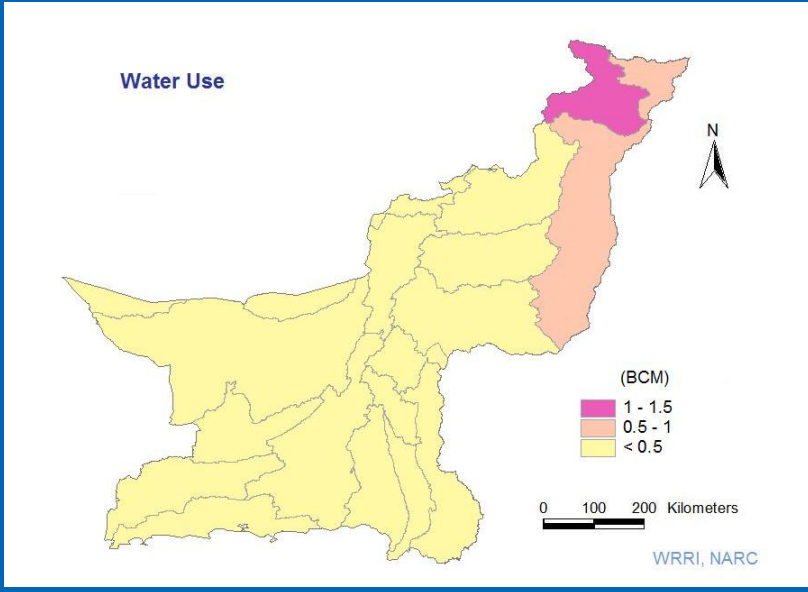 Water Use
N
(BCM)
1 - 1.5
0.5 - 1
< 0.5
0 100 200 Kilometers
WRRI, NARC